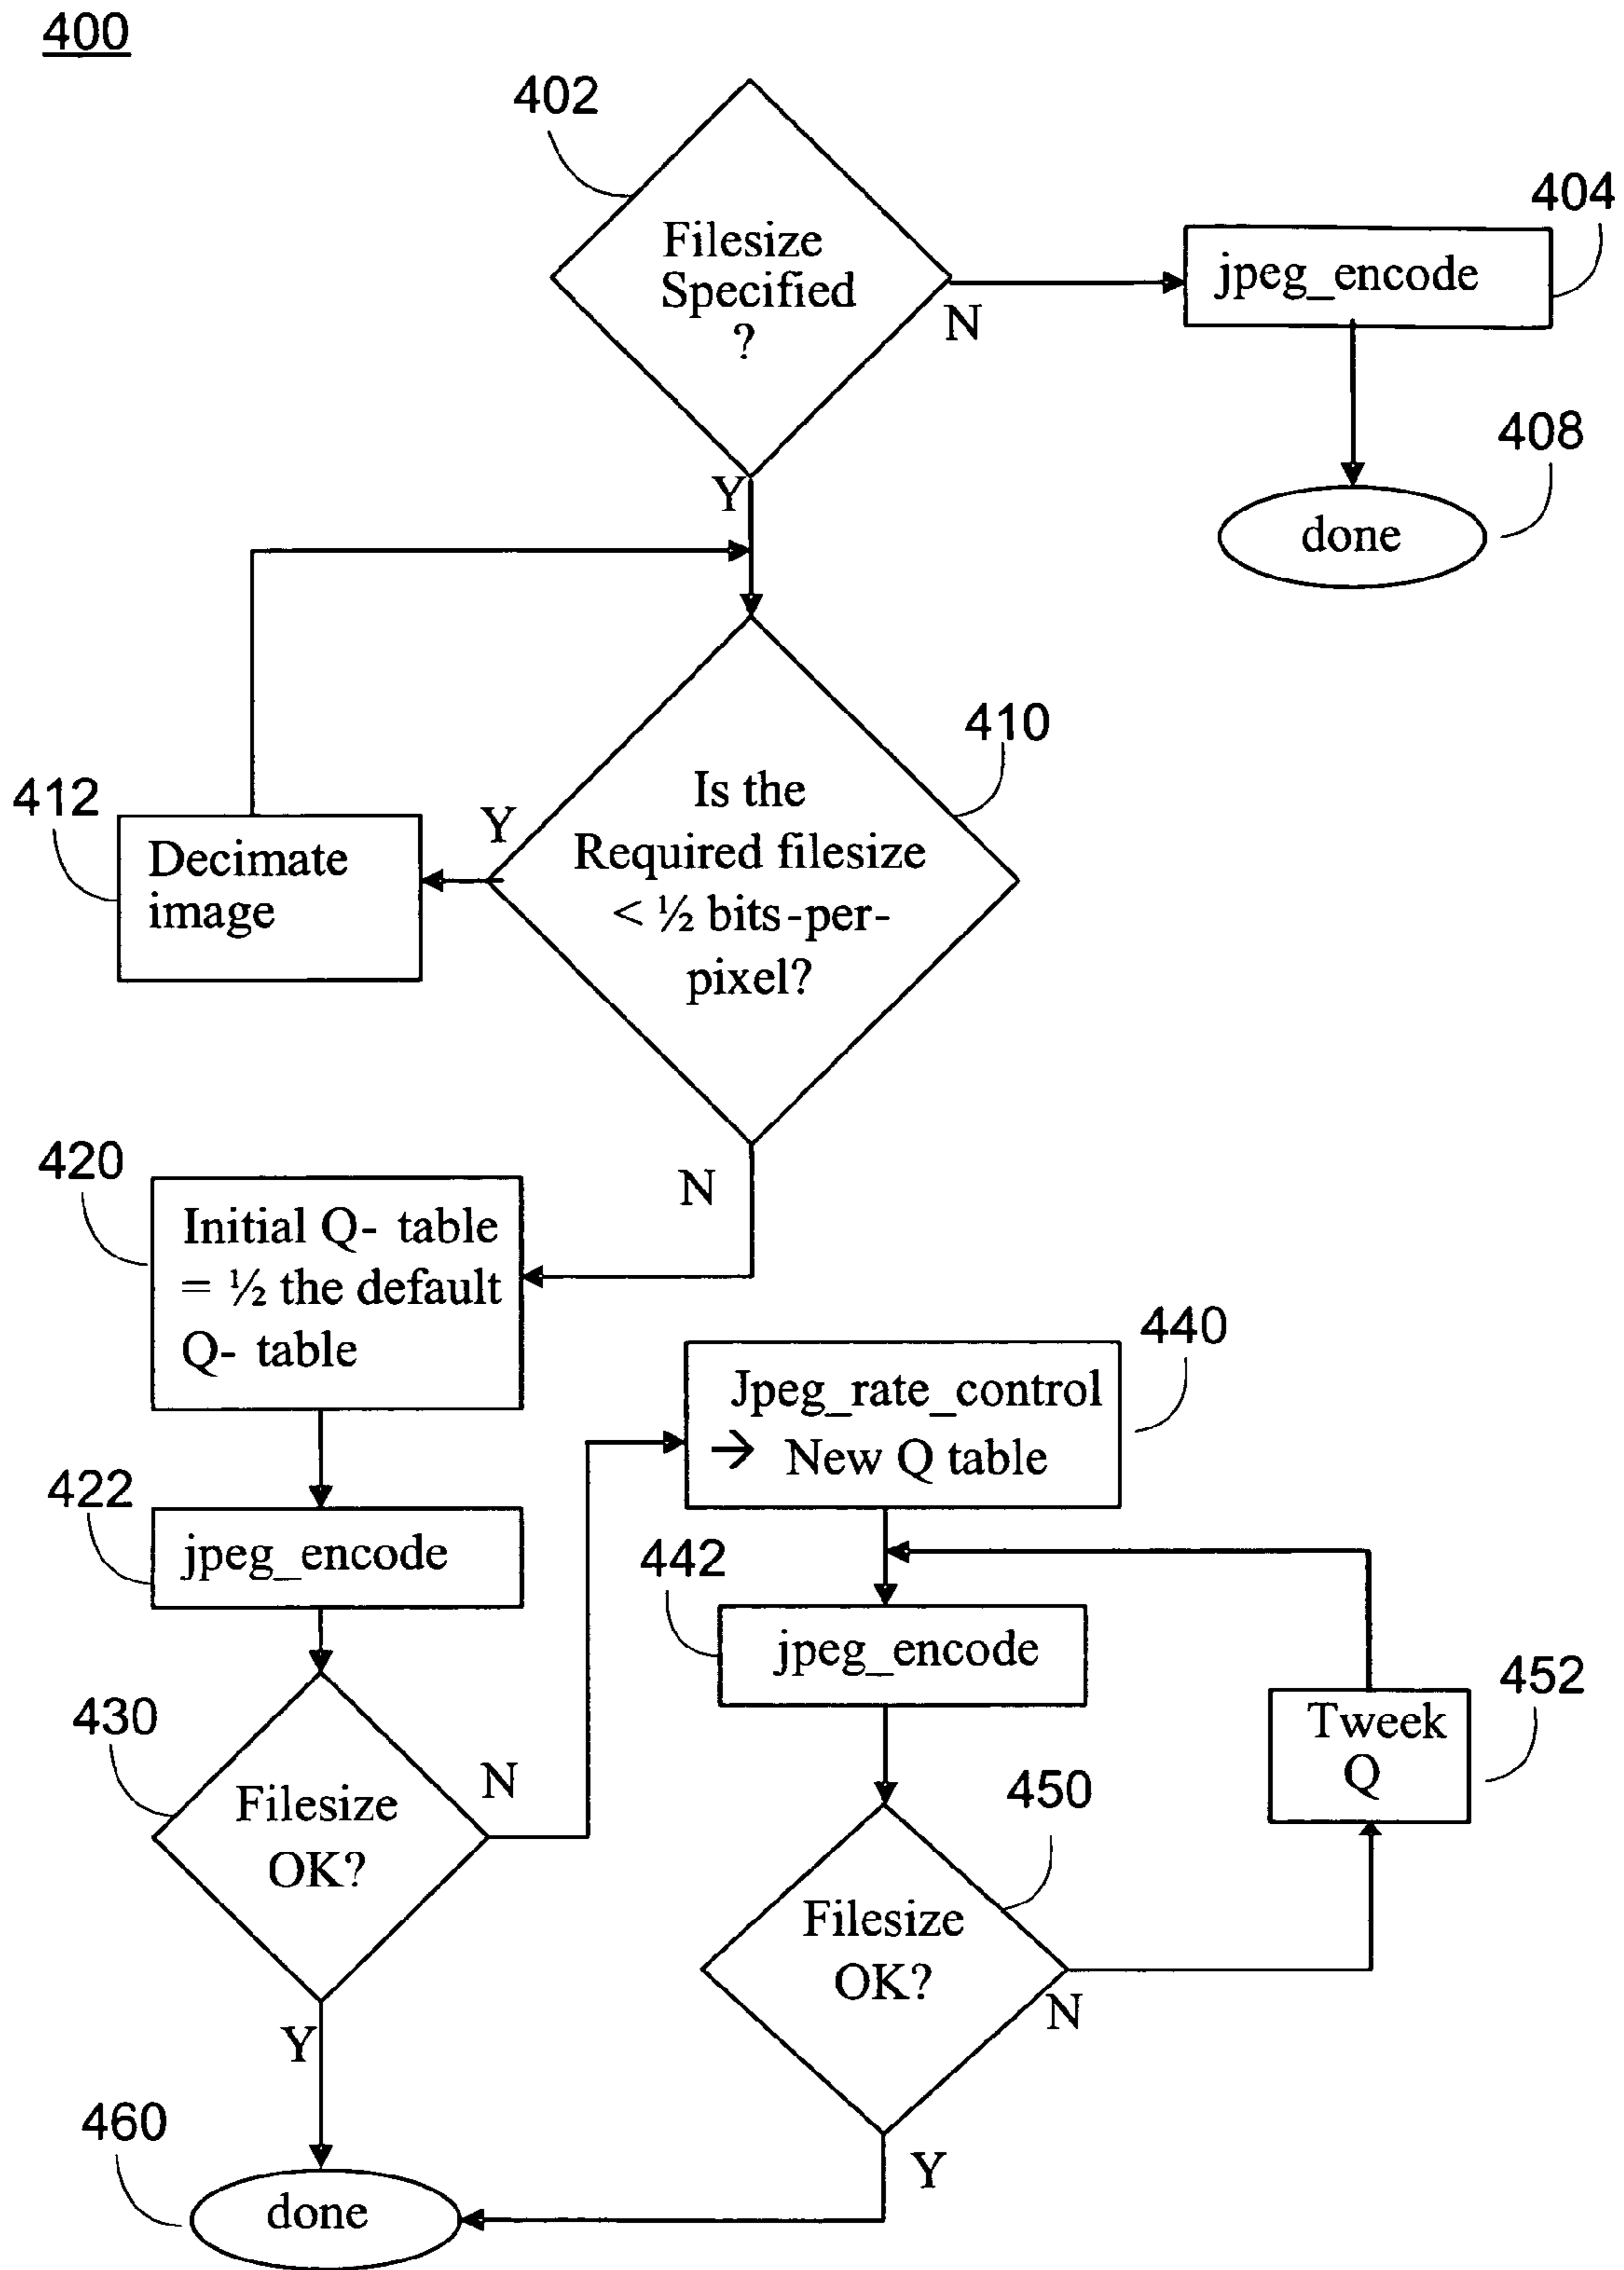 400
402
Filesize
Specified
?
N
Y
404
jpeg_encode
408
done
410
Is the
Required filesize
< ½ bits-per-
pixel?
Y
N
412
Decimate
image
420
Initial Q- table
= ½ the default
Q- table
422
jpeg_encode
430
Filesize
OK?
N
Y
440
Jpeg_rate_control
→ New Q table
442
jpeg_encode
450
Filesize
OK?
N
Y
452
Tweek
Q
460
done